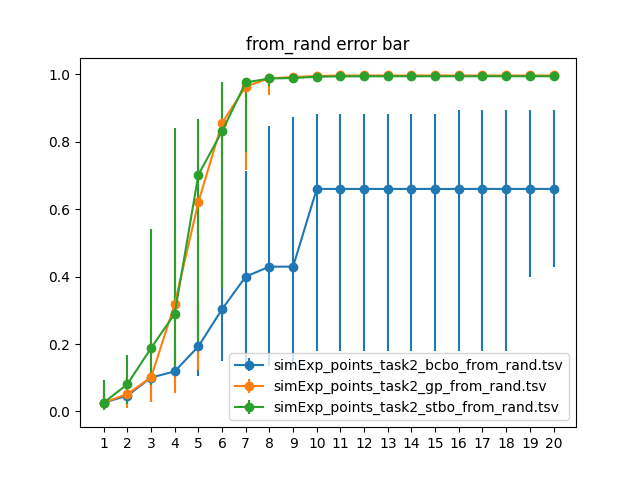 from_rand error bar
1.0
0.8
0.6
0.4
0.2
0.0
simExp_points_task2_bcbo_from_rand.tsv
simExp_points_task2_gp_from_rand.tsv
simExp_points_task2_stbo_from_rand.tsv
1 2 3 4 5 6 7 8 9 10 11 12 13 14 15 16 17 18 19 20